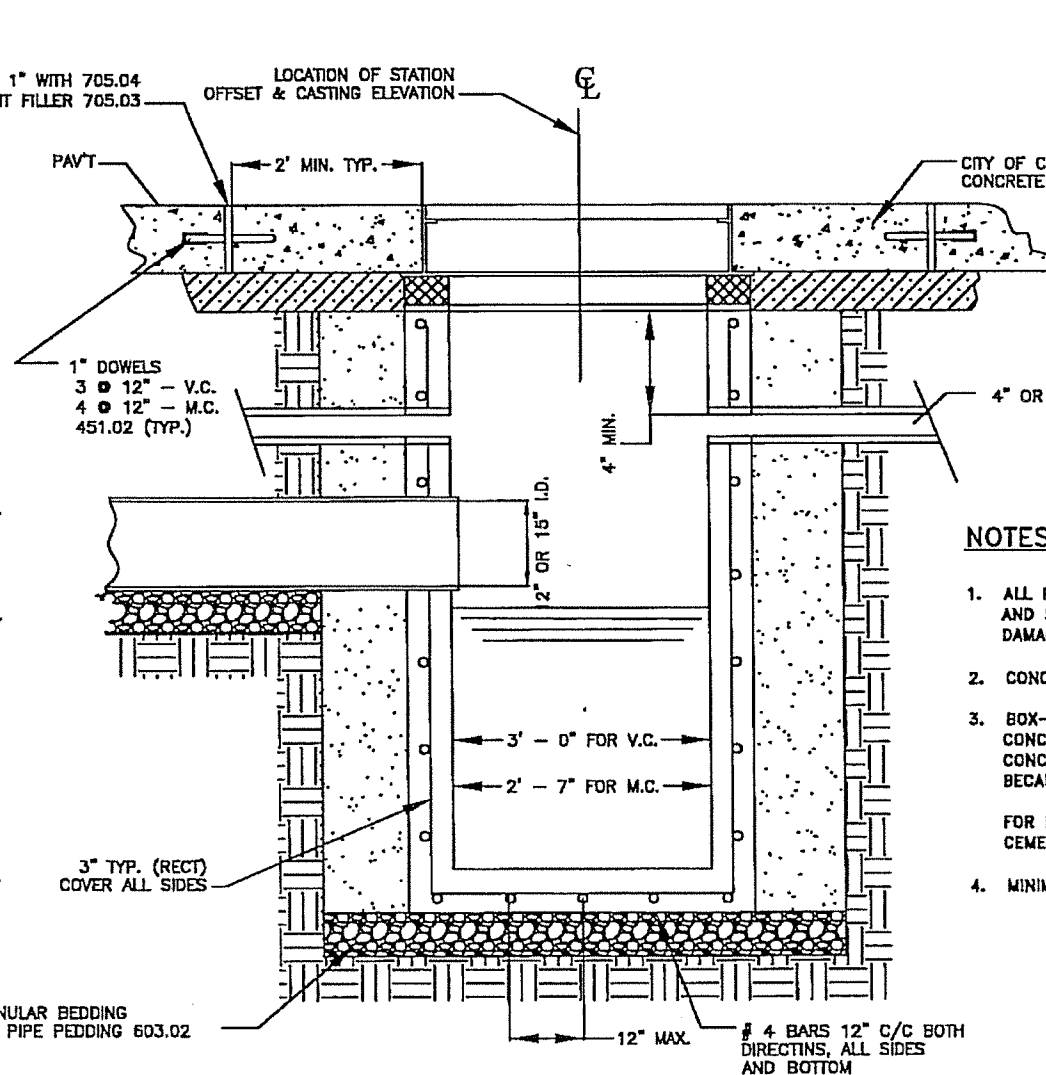 1" WITH 705.04
FILLER 705.03
LOCATION OF STATION
OFFSET & CASTING ELEVATION
℄
PAV'T
2' MIN. TYP.
CITY OF C
CONCRETE
1" DOWELS
3 @ 12" – V.C.
4 @ 12" – M.C.
451.02 (TYP.)
4" MIN.
4" OR
2" OR 15" I.D.
NOTES
1. ALL
AND
DAMA
2. CONC
3. BOX-
CONC
CONC
BECA
FOR
CEME
4. MINI
3' – 0" FOR V.C.
2' – 7" FOR M.C.
3" TYP. (RECT)
COVER ALL SIDES
NULAR BEDDING
PIPE PEDDING 603.02
12" MAX.
# 4 BARS 12" C/C BOTH
DIRECTINS, ALL SIDES
AND BOTTOM